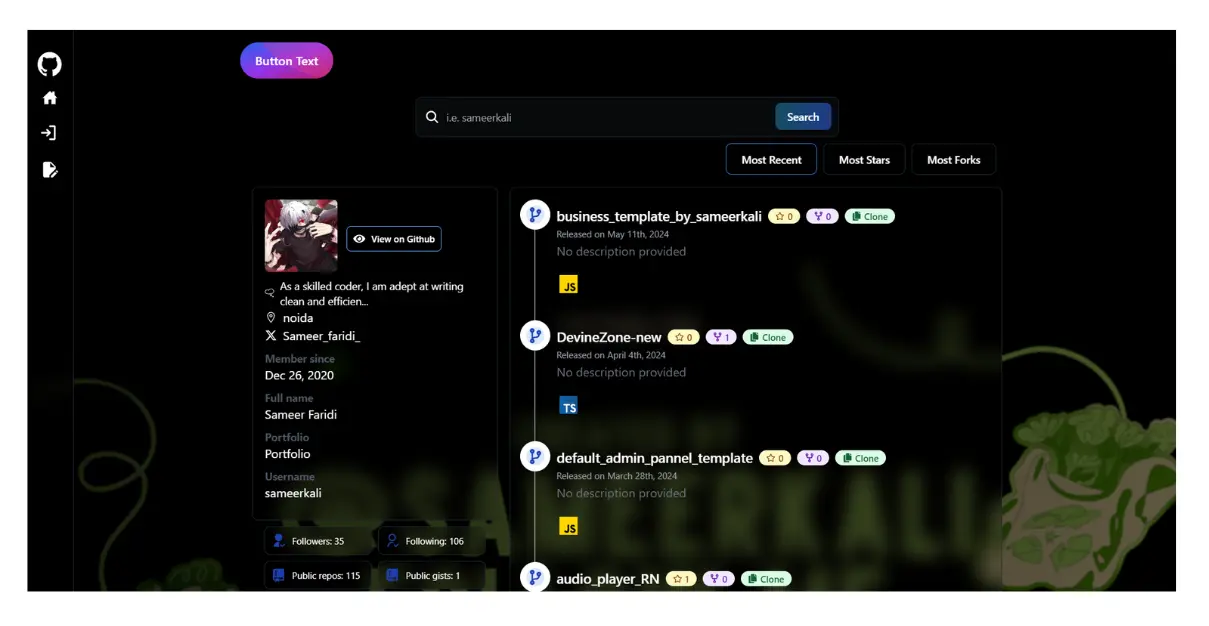 Button Text
i.e. sameerkali
Search
Most Recent
Most Stars
Most Forks
View on Github
As a skilled coder, I am adept at writing
clean and efficien...
noida
Sameer_faridi_
Member since
Dec 26, 2020
Full name
Sameer Faridi
Portfolio
Portfolio
Username
sameerkali
Followers: 35
Following: 106
Public repos: 115
Public gists: 1
business_template_by_sameerkali 0 0 Clone
Released on May 11th, 2024
No description provided
JS
DevineZone-new 0 1 Clone
Released on April 4th, 2024
No description provided
TS
default_admin_pannel_template 0 0 Clone
Released on March 28th, 2024
No description provided
JS
audio_player_RN 1 0 Clone
SAMEERKALI